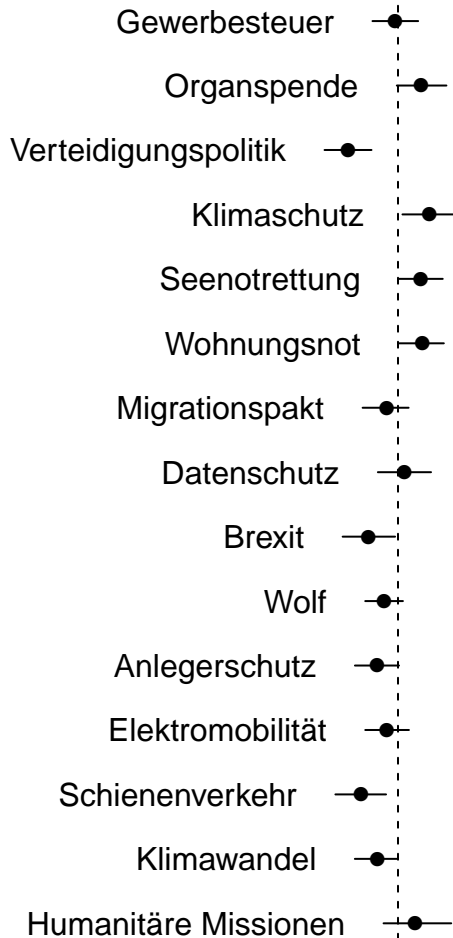 Gewerbesteuer
Organspende
Verteidigungspolitik
Klimaschutz
Seenotrettung
Wohnungsnot
Migrationspakt
Datenschutz
Brexit
Wolf
Anlegerschutz
Elektromobilität
Schienenverkehr
Klimawandel
Humanitäre Missionen